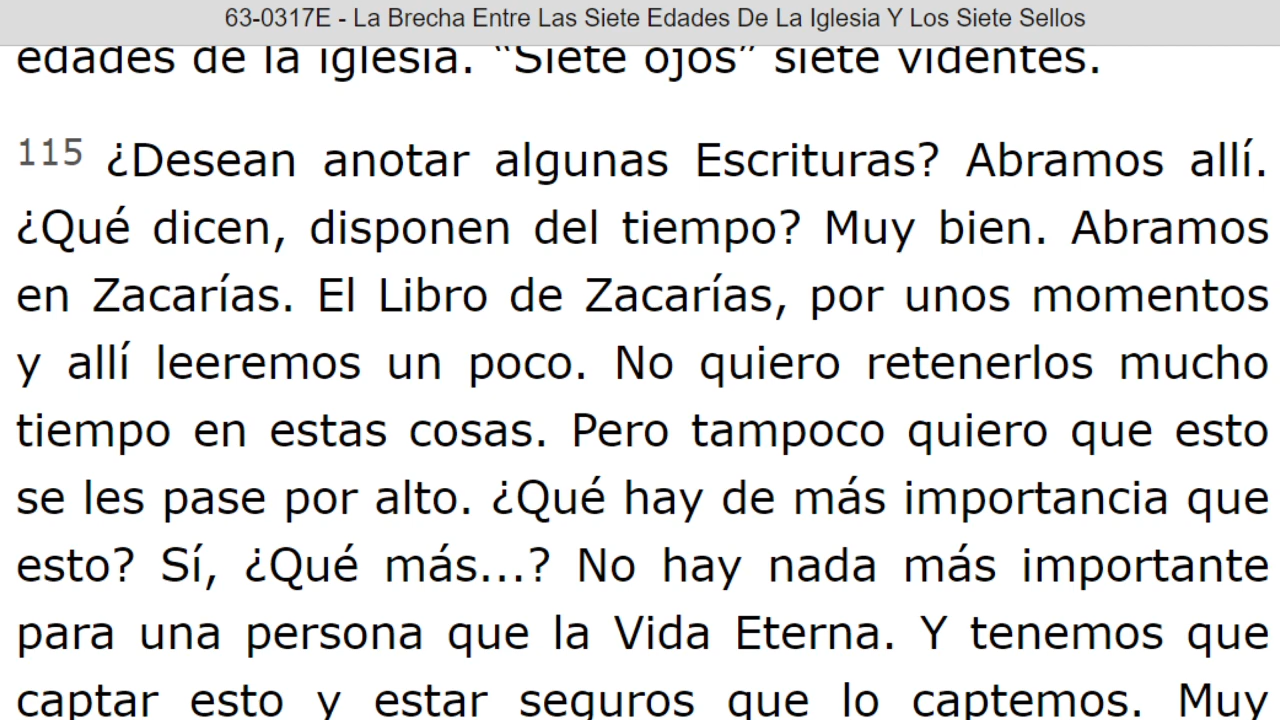 63-0317E - La Brecha Entre Las Siete Edades De La Iglesia Y Los Siete Sellos
edades de la iglesia. “Siete ojos” siete videntes.
115 ¿Desean anotar algunas Escrituras? Abramos allí.
¿Qué dicen, disponen del tiempo? Muy bien. Abramos
en Zacarías. El Libro de Zacarías, por unos momentos
y allí leeremos un poco. No quiero retenerlos mucho
tiempo en estas cosas. Pero tampoco quiero que esto
se les pase por alto. ¿Qué hay de más importancia que
esto? Sí, ¿Qué más...? No hay nada más importante
para una persona que la Vida Eterna. Y tenemos que
captar esto y estar seguros que lo captemos. Muy